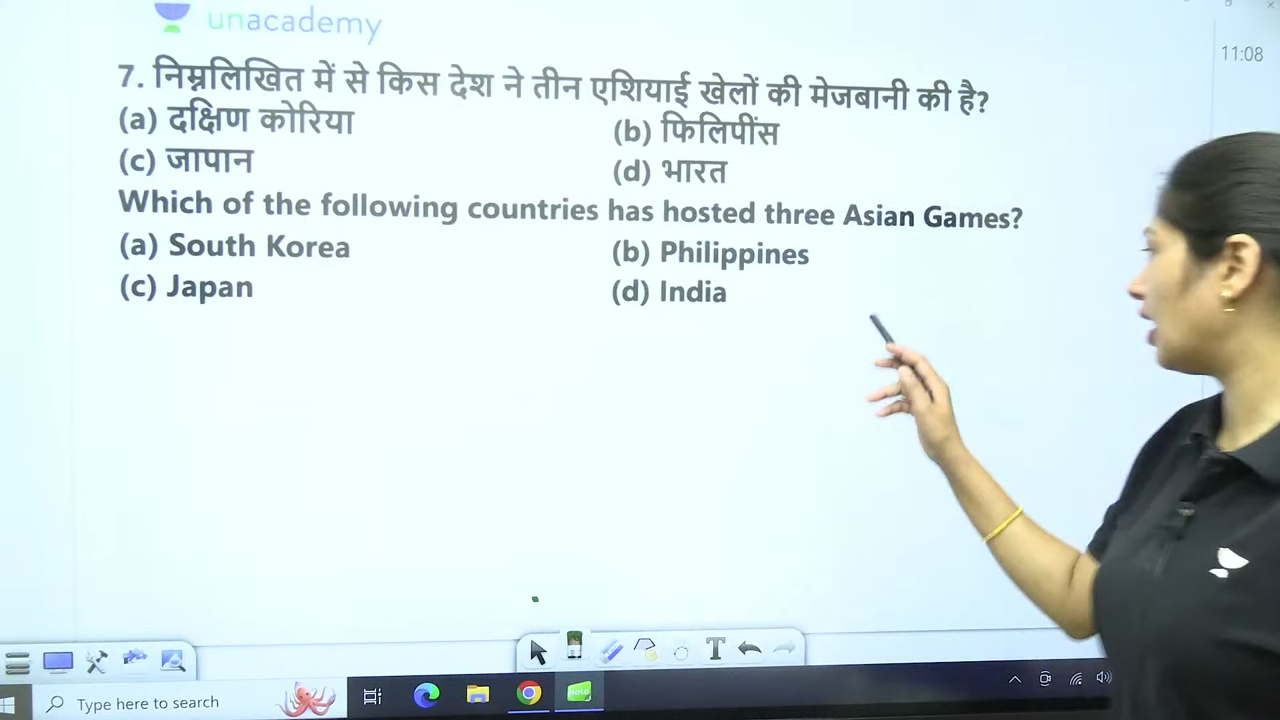 unacademy
11:08
7. निम्नलिखित में से किस देश ने तीन एशियाई खेलों की मेजबानी की है?
(a) दक्षिण कोरिया (b) फिलिपींस
(c) जापान (d) भारत
Which of the following countries has hosted three Asian Games?
(a) South Korea (b) Philippines
(c) Japan (d) India
T
Type here to search
Note